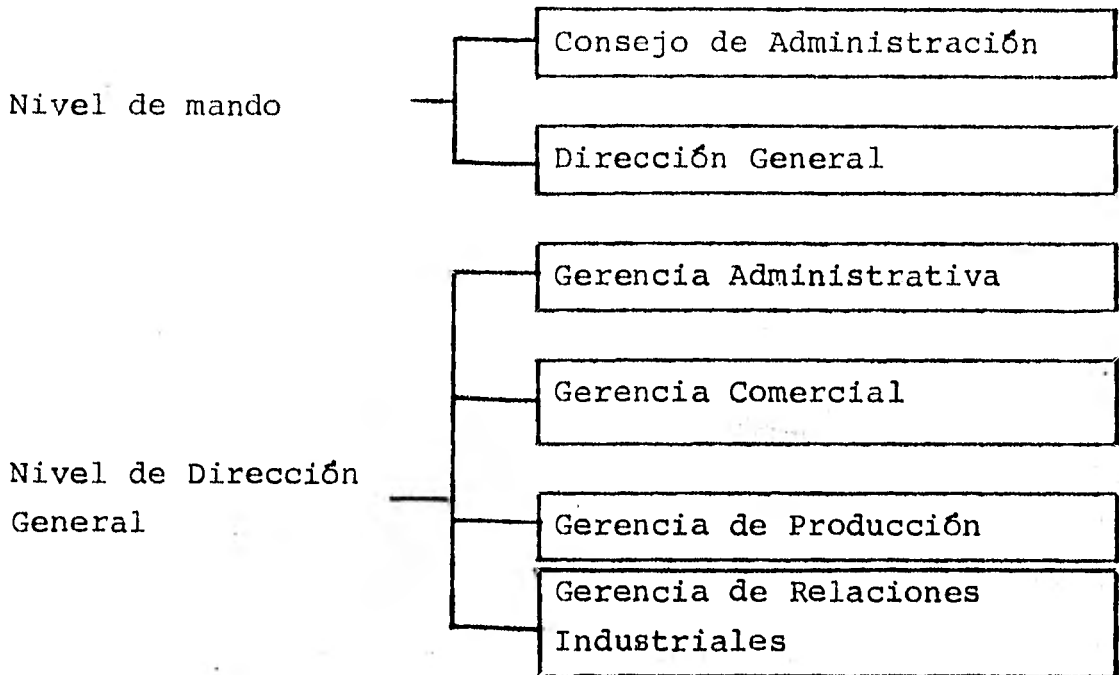 Consejo de Administración
Nivel de mando
Dirección General
Gerencia Administrativa
Gerencia Comercial
Nivel de Dirección
General
Gerencia de Producción
Gerencia de Relaciones
Industriales